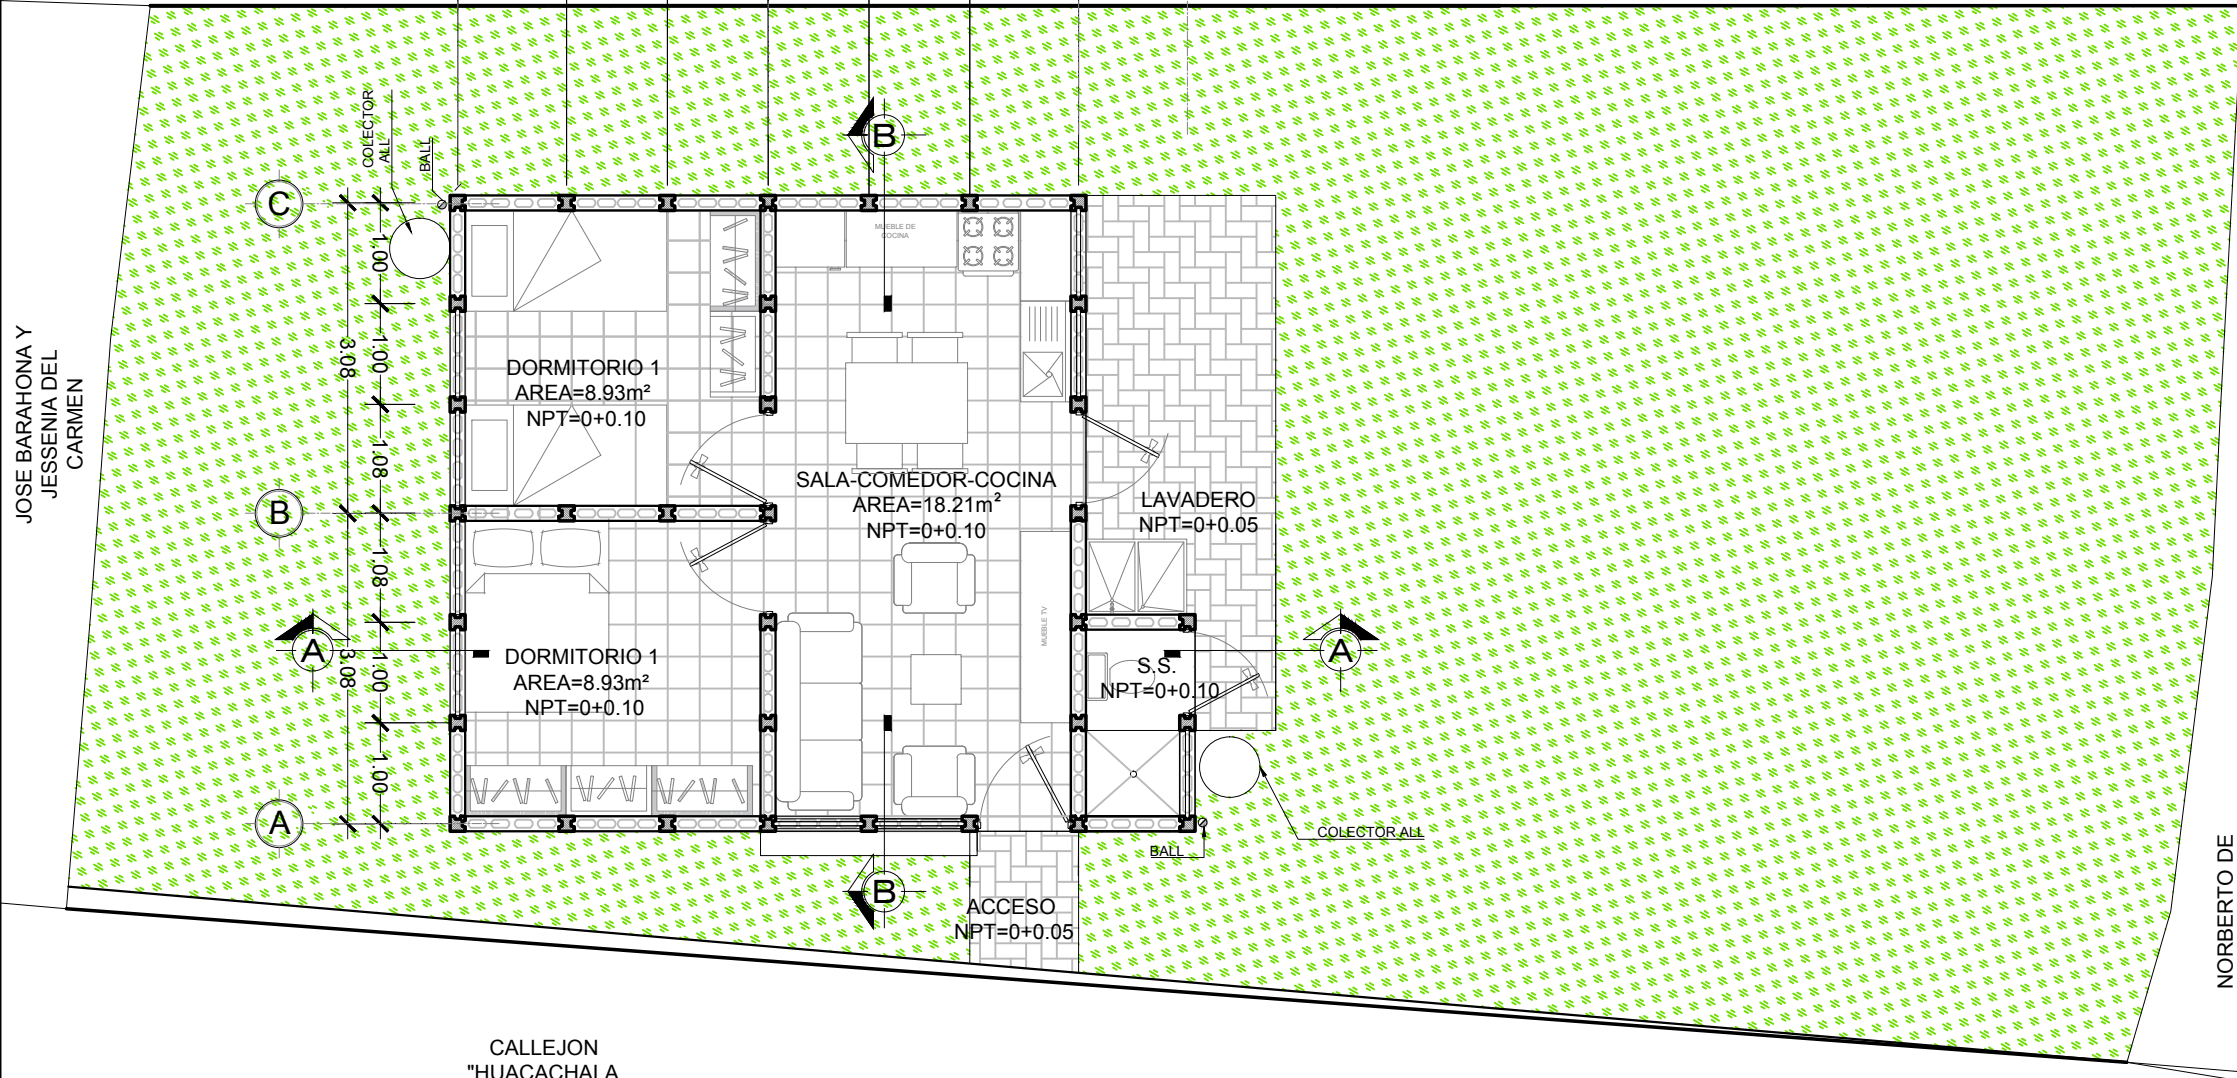 COLECTOR
ALL
BALL
B
C
1.00
1.00
3.08
1.08
MUEBLE DE
COCINA
JOSE BARAHONA Y
JESSENIA DEL
CARMEN
DORMITORIO 1
AREA=8.93m²
NPT=0+0.10
SALA-COMEDOR-COCINA
AREA=18.21m²
NPT=0+0.10
LAVADERO
NPT=0+0.05
B
1.08
3.08
1.00
1.00
A
A
DORMITORIO 1
AREA=8.93m²
NPT=0+0.10
MUEBLE TV
S.S.
NPT=0+0.10
A
COLECTOR ALL
BALL
B
ACCESO
NPT=0+0.05
NORBERTO DE
CALLEJON
"HUACACHALA